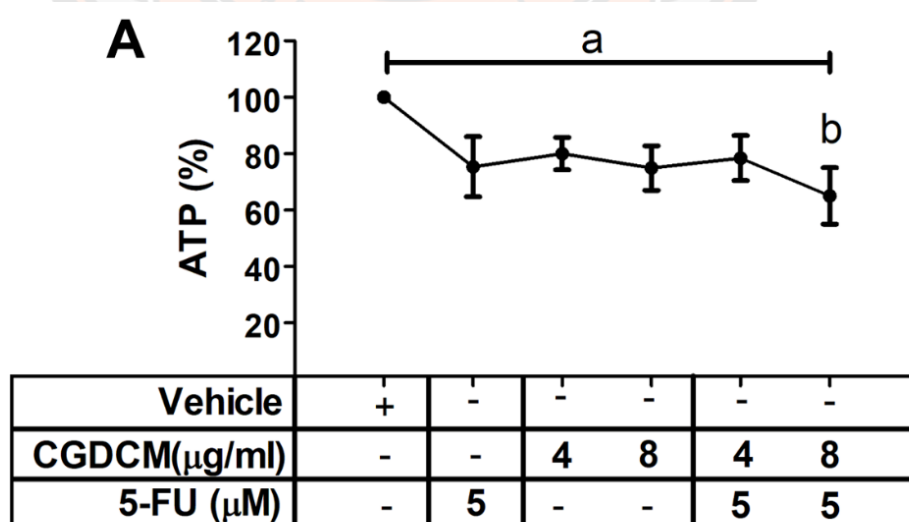 A
120
a
100
b
80
60
40
20
ATP (%)
Vehicle + - - - - -
CGDCM(μg/ml) - - 4 8 4 8
5-FU (μM) - 5 - - 5 5